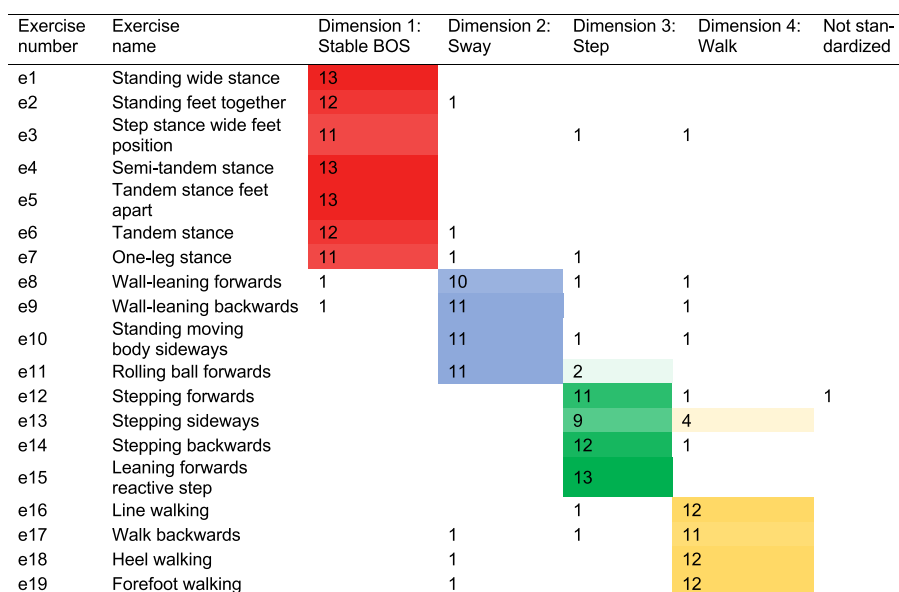 Exercise number Exercise name Dimension 1: Stable BOS Dimension 2: Sway Dimension 3: Step Dimension 4: Walk Not stan-dardized
e1 Standing wide stance 13
e2 Standing feet together 12 1
e3 Step stance wide feet position 11 1 1
e4 Semi-tandem stance 13
e5 Tandem stance feet apart 13
e6 Tandem stance 12 1
e7 One-leg stance 11 1 1
e8 Wall-leaning forwards 1 10 1 1
e9 Wall-leaning backwards 1 11 1
e10 Standing moving body sideways 11 1 1
e11 Rolling ball forwards 11 2
e12 Stepping forwards 11 1 1
e13 Stepping sideways 9 4
e14 Stepping backwards 12 1
e15 Leaning forwards reactive step 13
e16 Line walking 1 12
e17 Walk backwards 1 1 11
e18 Heel walking 1 12
e19 Forefoot walking 1 12